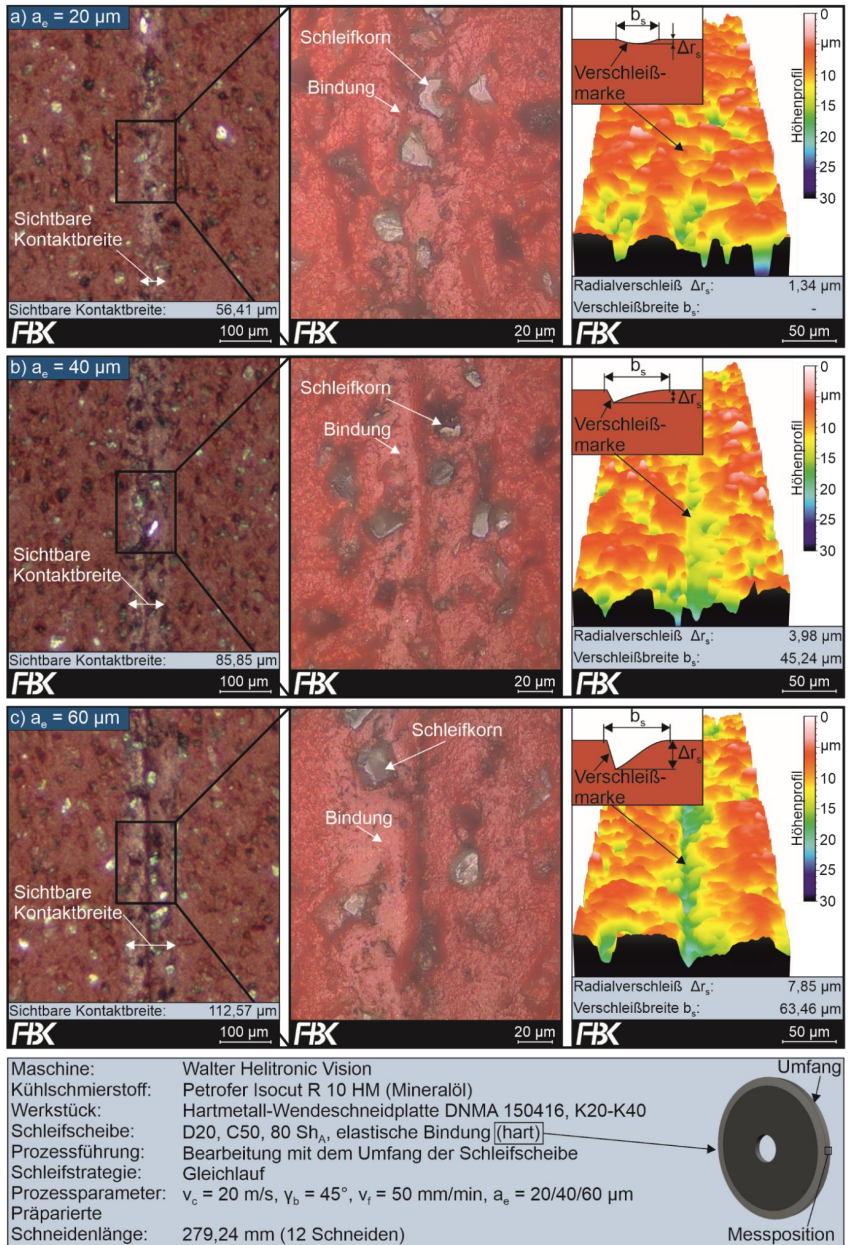 a) aₑ = 20 µm
Sichtbare
Kontaktbreite
Sichtbare Kontaktbreite: 56,41 µm
FBK 100 µm
Schleifkorn
Bindung
20 µm
bₛ
Δrₛ
Verschleiß-
marke
Höhenprofil
0
µm
10
15
20
25
30
Radialverschleiß Δrₛ: 1,34 µm
Verschleißbreite bₛ: -
FBK 50 µm
b) aₑ = 40 µm
Sichtbare
Kontaktbreite
Sichtbare Kontaktbreite: 85,85 µm
FBK 100 µm
Schleifkorn
Bindung
20 µm
bₛ
Δrₛ
Verschleiß-
marke
Höhenprofil
0
µm
10
15
20
25
30
Radialverschleiß Δrₛ: 3,98 µm
Verschleißbreite bₛ: 45,24 µm
FBK 50 µm
c) aₑ = 60 µm
Sichtbare
Kontaktbreite
Sichtbare Kontaktbreite: 112,57 µm
FBK 100 µm
Schleifkorn
Bindung
20 µm
bₛ
Δrₛ
Verschleiß-
marke
Höhenprofil
0
µm
10
15
20
25
30
Radialverschleiß Δrₛ: 7,85 µm
Verschleißbreite bₛ: 63,46 µm
FBK 50 µm
Maschine: Walter Helitronic Vision
Kühlschmierstoff: Petrofer Isocut R 10 HM (Mineralöl)
Werkstück: Hartmetall-Wendeschneidplatte DNMA 150416, K20-K40
Schleifscheibe: D20, C50, 80 Sh_A, elastische Bindung (hart)
Prozessführung: Bearbeitung mit dem Umfang der Schleifscheibe
Schleifstrategie: Gleichlauf
Prozessparameter: v_c = 20 m/s, γ_b = 45°, v_f = 50 mm/min, aₑ = 20/40/60 µm
Präparierte
Schneidenlänge: 279,24 mm (12 Schneiden)
Umfang
Messposition